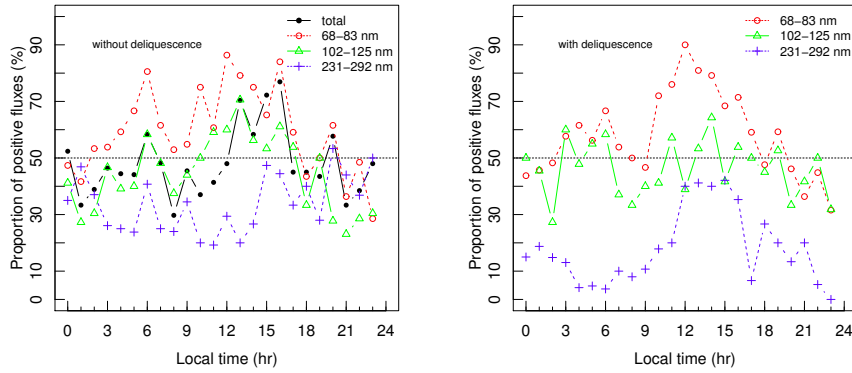 total
68−83 nm
102−125 nm
231−292 nm
without deliquescence
Proportion of positive fluxes (%)
90
70
50
30
10
0
0 3 6 9 12 15 18 21 24
Local time (hr)
68−83 nm
102−125 nm
231−292 nm
with deliquescence
Proportion of positive fluxes (%)
90
70
50
30
10
0
0 3 6 9 12 15 18 21 24
Local time (hr)